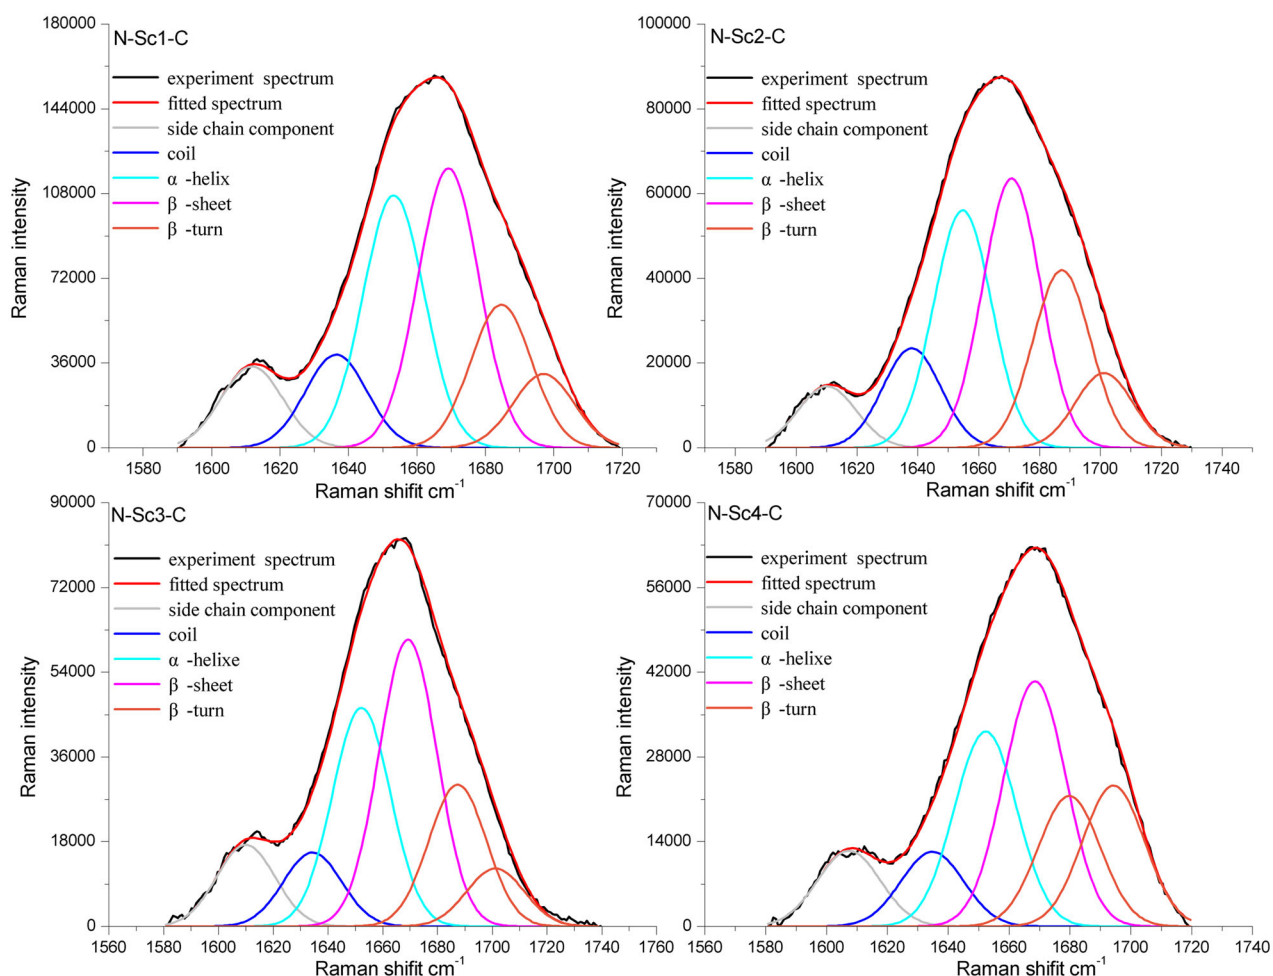 N-Sc1-C
experiment spectrum
fitted spectrum
side chain component
coil
α -helix
β -sheet
β -turn
180000
144000
108000
72000
36000
0
Raman intensity
1580 1600 1620 1640 1660 1680 1700 1720
Raman shifit cm-1
N-Sc2-C
experiment spectrum
fitted spectrum
side chain component
coil
α -helix
β -sheet
β -turn
100000
80000
60000
40000
20000
0
Raman intensity
1580 1600 1620 1640 1660 1680 1700 1720 1740
Raman shifit cm-1
N-Sc3-C
experiment spectrum
fitted spectrum
side chain component
coil
α -helixe
β -sheet
β -turn
90000
72000
54000
36000
18000
0
Raman intensity
1560 1580 1600 1620 1640 1660 1680 1700 1720 1740 1760
Raman shifit cm-1
N-Sc4-C
experiment spectrum
fitted spectrum
side chain component
coil
α -helixe
β -sheet
β -turn
70000
56000
42000
28000
14000
0
Raman intensity
1560 1580 1600 1620 1640 1660 1680 1700 1720 1740
Raman shifit cm-1